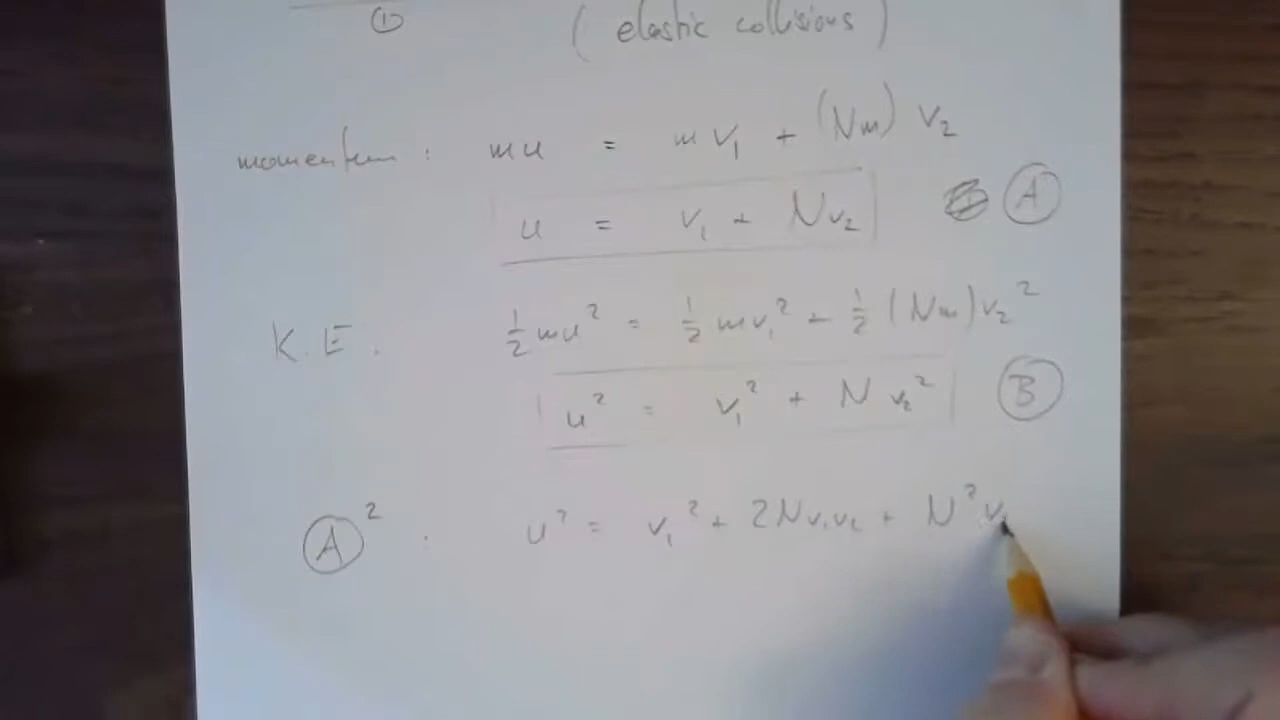 ①
(elastic collisions)
momentum: mu = mv₁ + (Nm) v₂
u = v₁ + Nv₂ Ⓐ
K.E. ½mu² = ½mv₁² + ½(Nm)v₂²
u² = v₁² + N v₂² Ⓑ
Ⓐ² : u² = v₁² + 2Nv₁v₂ + N²v